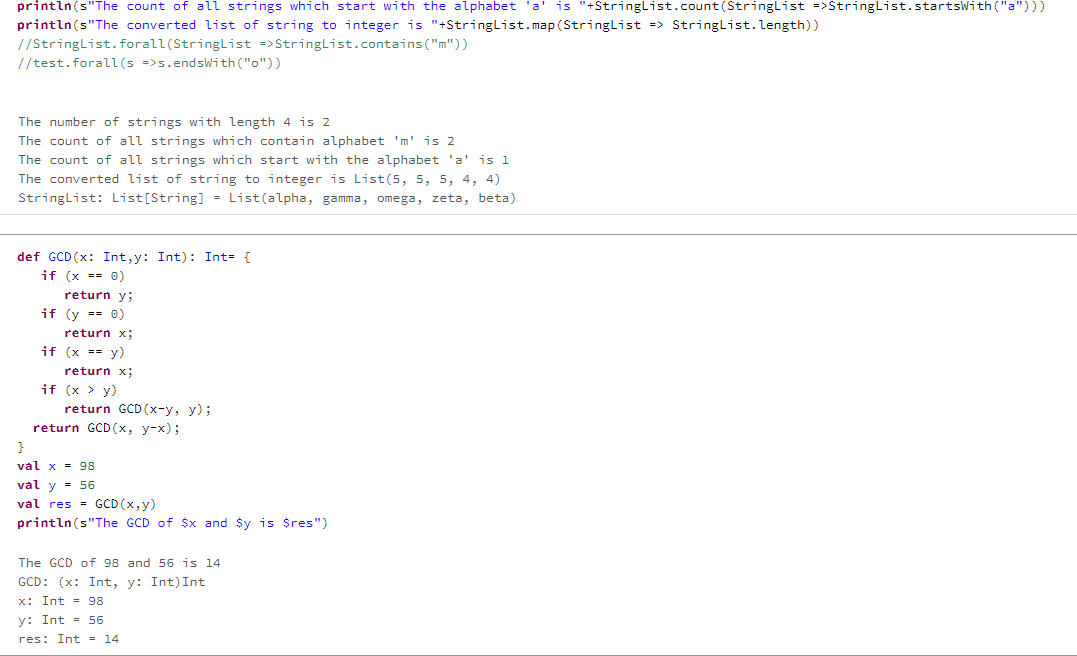 println(s"The count of all strings which start with the alphabet 'a' is "+StringList.count(StringList =>StringList.startsWith("a")))
println(s"The converted list of string to integer is "+StringList.map(StringList => StringList.length))
//StringList.forall(StringList =>StringList.contains("m"))
//test.forall(s =>s.endsWith("o"))
The number of strings with length 4 is 2
The count of all strings which contain alphabet 'm' is 2
The count of all strings which start with the alphabet 'a' is 1
The converted list of string to integer is List(5, 5, 5, 4, 4)
StringList: List[String] = List(alpha, gamma, omega, zeta, beta)
def GCD(x: Int,y: Int): Int= {
   if (x == 0)
      return y;
   if (y == 0)
      return x;
   if (x == y)
      return x;
   if (x > y)
      return GCD(x-y, y);
  return GCD(x, y-x);
}
val x = 98
val y = 56
val res = GCD(x,y)
println(s"The GCD of $x and $y is $res")
The GCD of 98 and 56 is 14
GCD: (x: Int, y: Int)Int
x: Int = 98
y: Int = 56
res: Int = 14